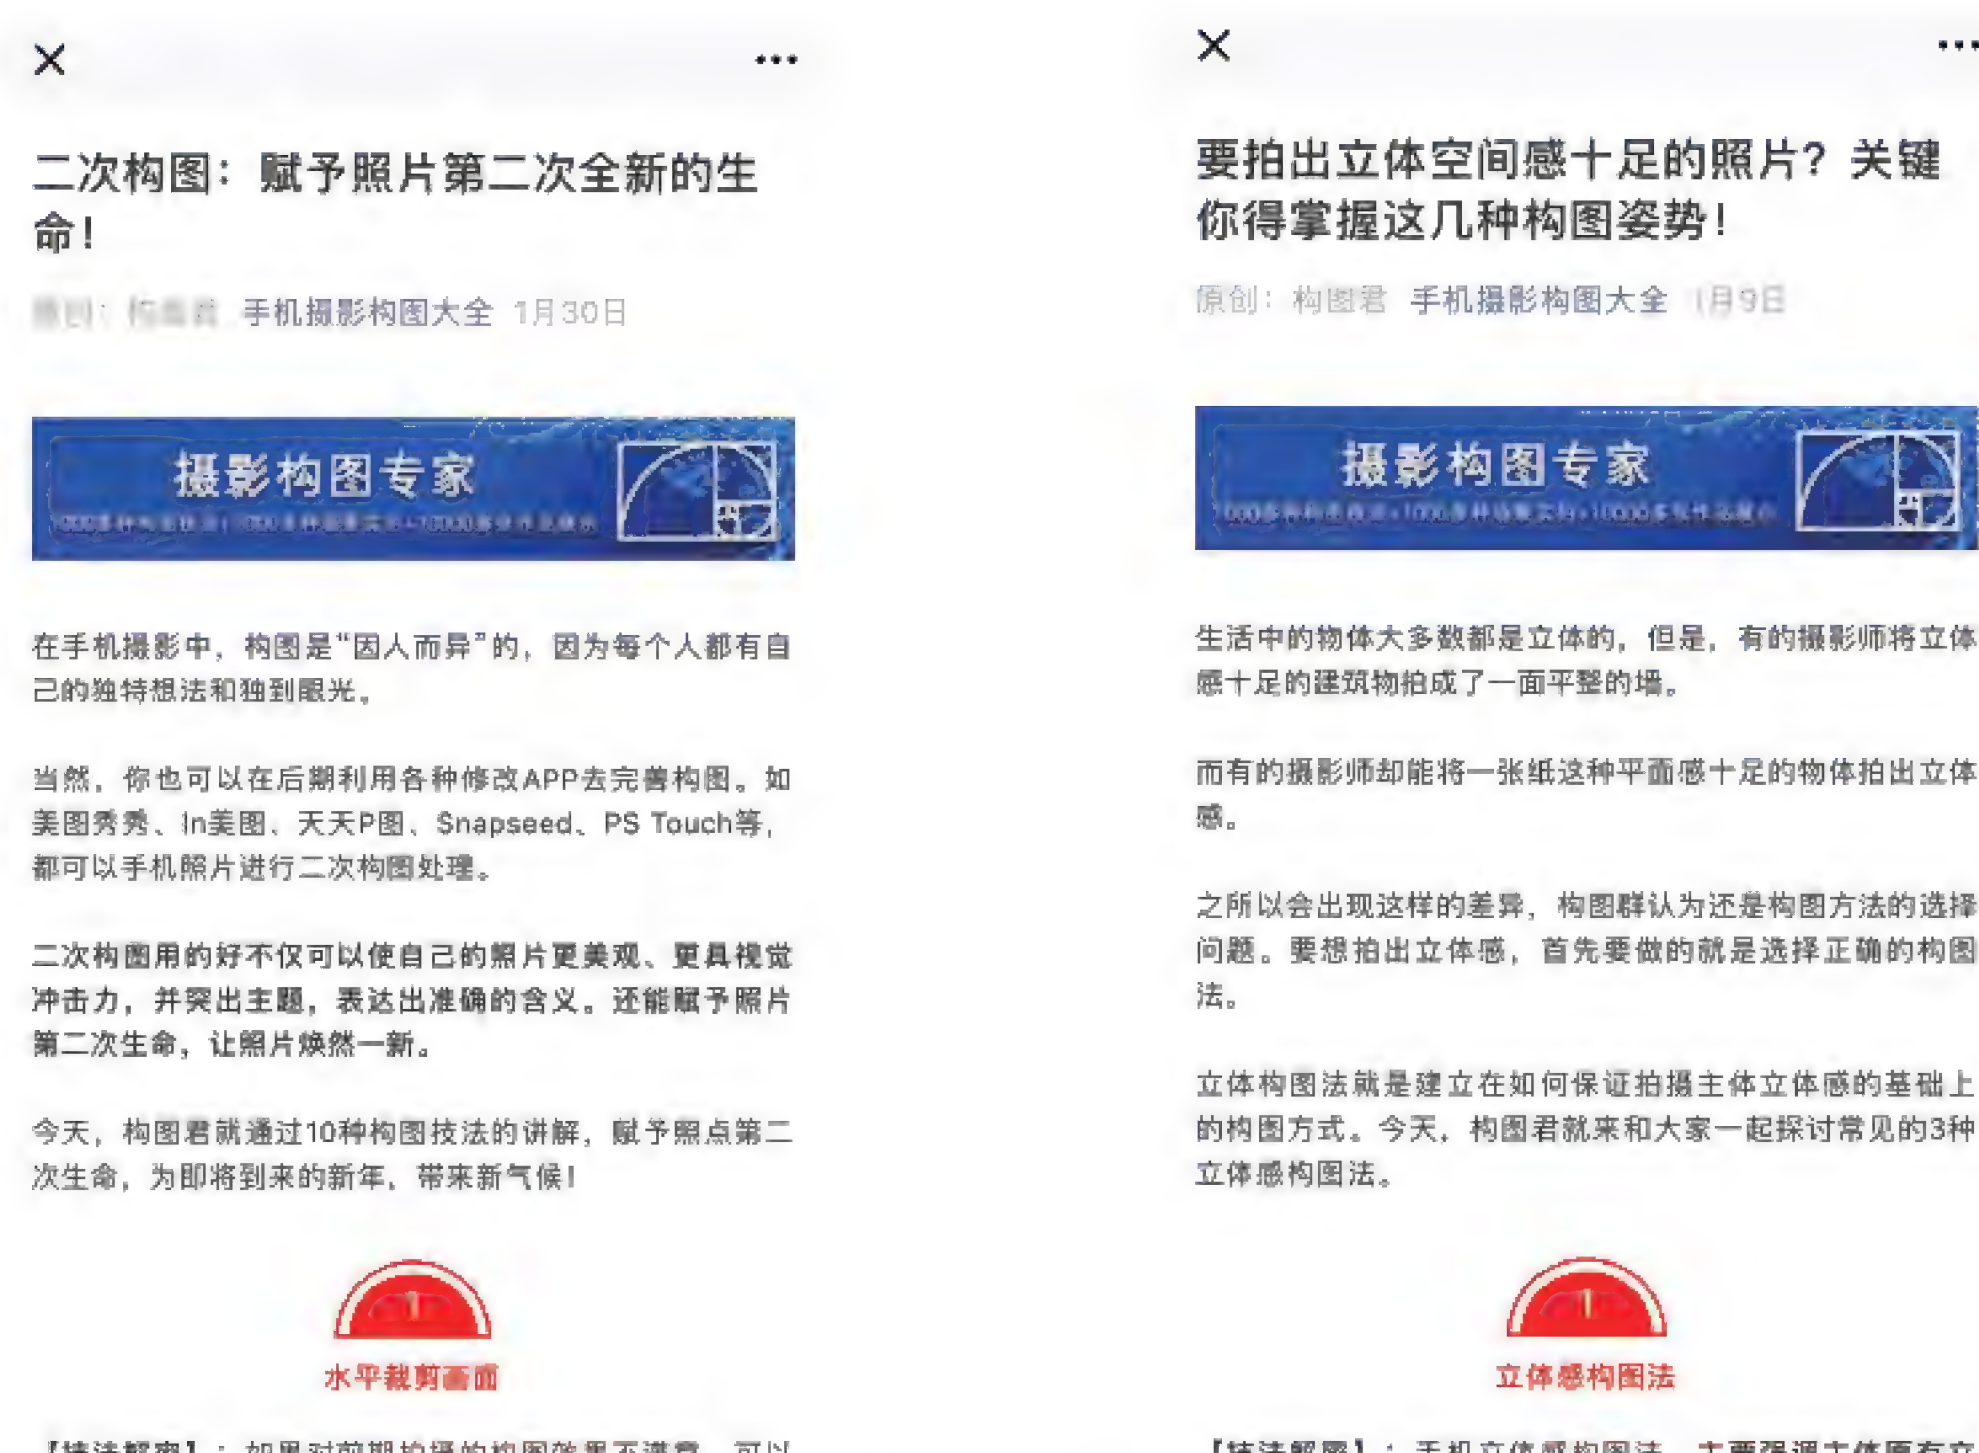 二次构图：赋予照片第二次全新的生
命！
手机摄影构图大全 1月30日
摄影构图专家
在手机摄影中，构图是“因人而异”的，因为每个人都有自
己的独特想法和独到眼光。
当然，你也可以在后期利用各种修改APP去完善构图。如
美图秀秀、In美图、天天P图、Snapseed、PS Touch等，
都可以手机照片进行二次构图处理。
二次构图用的好不仅可以使自己的照片更美观、更具视觉
冲击力，并突出主题，表达出准确的含义。还能赋予照片
第二次生命，让照片焕然一新。
今天，构图君就通过10种构图技法的讲解，赋予照点第二
次生命，为即将到来的新年，带来新气候！
1
水平裁剪画面
要拍出立体空间感十足的照片？关键
你得掌握这几种构图姿势！
原创：构图君 手机摄影构图大全 1月9日
摄影构图专家
生活中的物体大多数都是立体的，但是，有的摄影师将立体
感十足的建筑物拍成了一面平整的墙。
而有的摄影师却能将一张纸这种平面感十足的物体拍出立体
感。
之所以会出现这样的差异，构图群认为还是构图方法的选择
问题。要想拍出立体感，首先要做的就是选择正确的构图
法。
立体构图法就是建立在如何保证拍摄主体立体感的基础上
的构图方式。今天，构图君就来和大家一起探讨常见的3种
立体感构图法。
1
立体感构图法